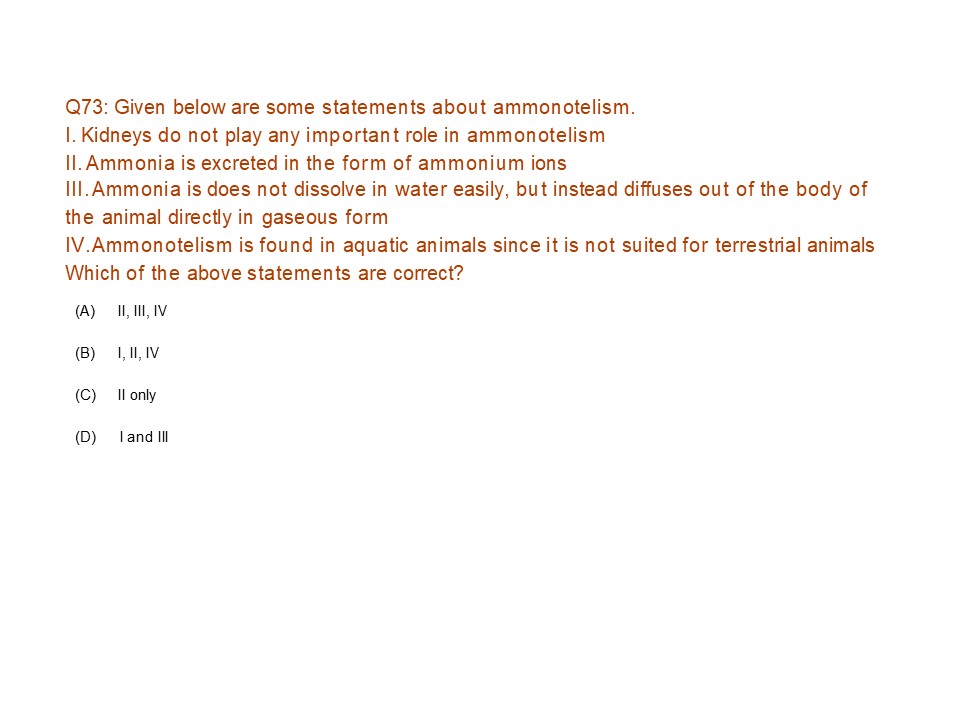 Q73: Given below are some statements about ammonotelism.
I. Kidneys do not play any important role in ammonotelism
II. Ammonia is excreted in the form of ammonium ions
III. Ammonia is does not dissolve in water easily, but instead diffuses out of the body of
the animal directly in gaseous form
IV. Ammonotelism is found in aquatic animals since it is not suited for terrestrial animals
Which of the above statements are correct?
(A) II, III, IV
(B) I, II, IV
(C) II only
(D) I and III